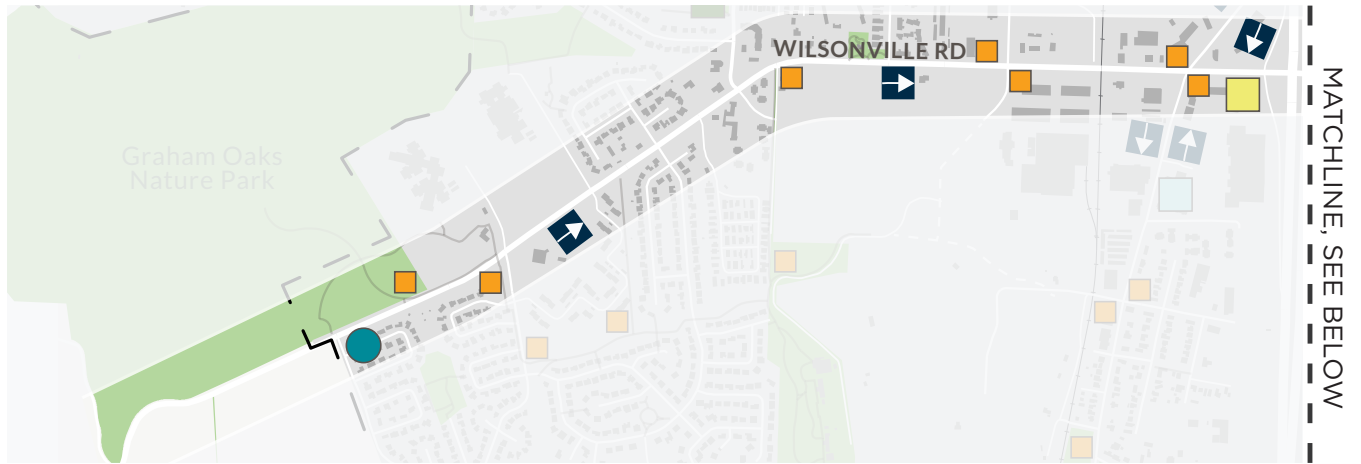 WILSONVILLE RD
Graham Oaks
Nature Park
MATCHLINE, SEE BELOW